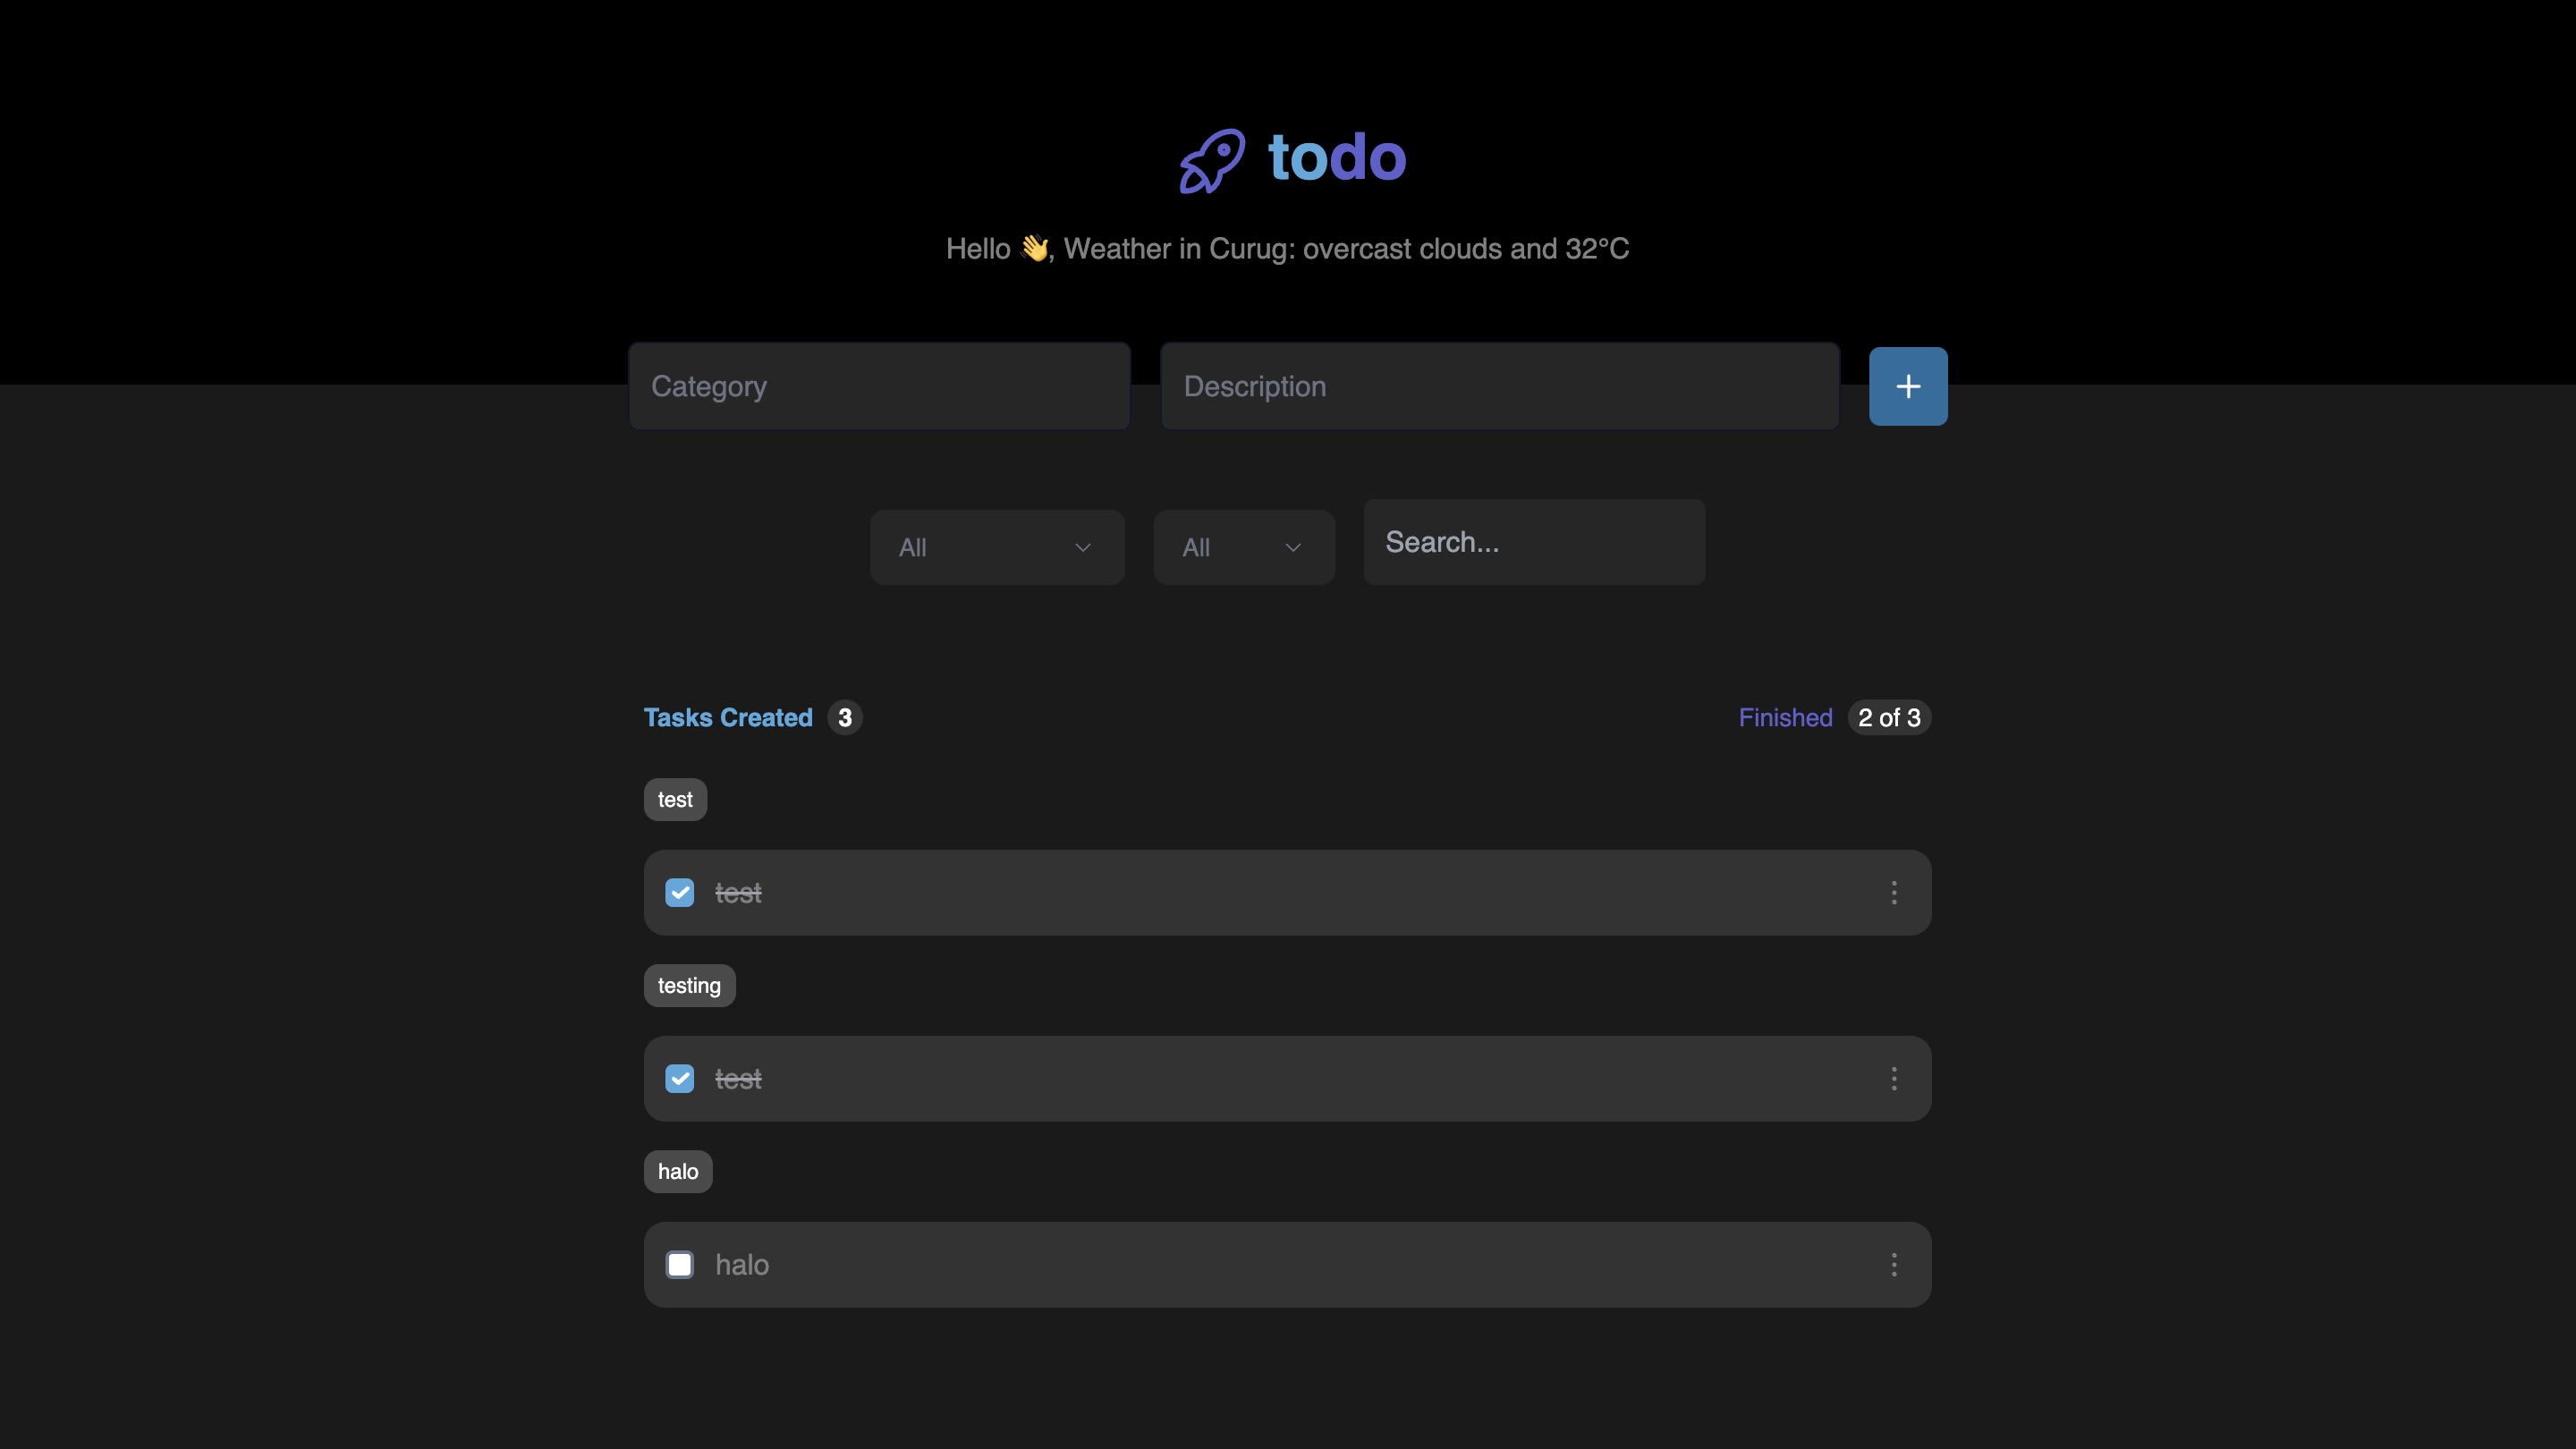 todo
Hello 👋, Weather in Curug: overcast clouds and 32°C
Category Description +
All All Search...
Tasks Created 3 Finished 2 of 3
test
test
testing
test
halo
halo